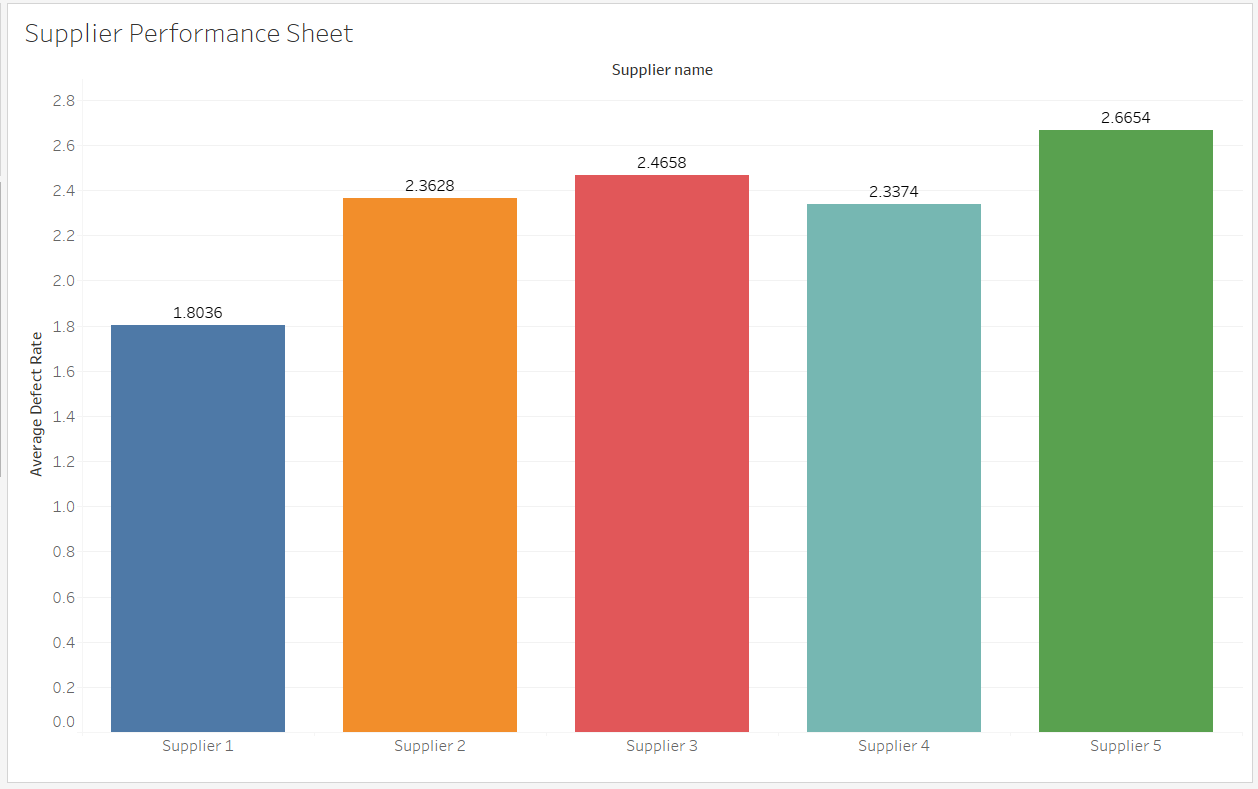 Supplier Performance Sheet
Supplier name
Average Defect Rate
2.8
2.6
2.4
2.2
2.0
1.8
1.6
1.4
1.2
1.0
0.8
0.6
0.4
0.2
0.0
1.8036
2.3628
2.4658
2.3374
2.6654
Supplier 1
Supplier 2
Supplier 3
Supplier 4
Supplier 5